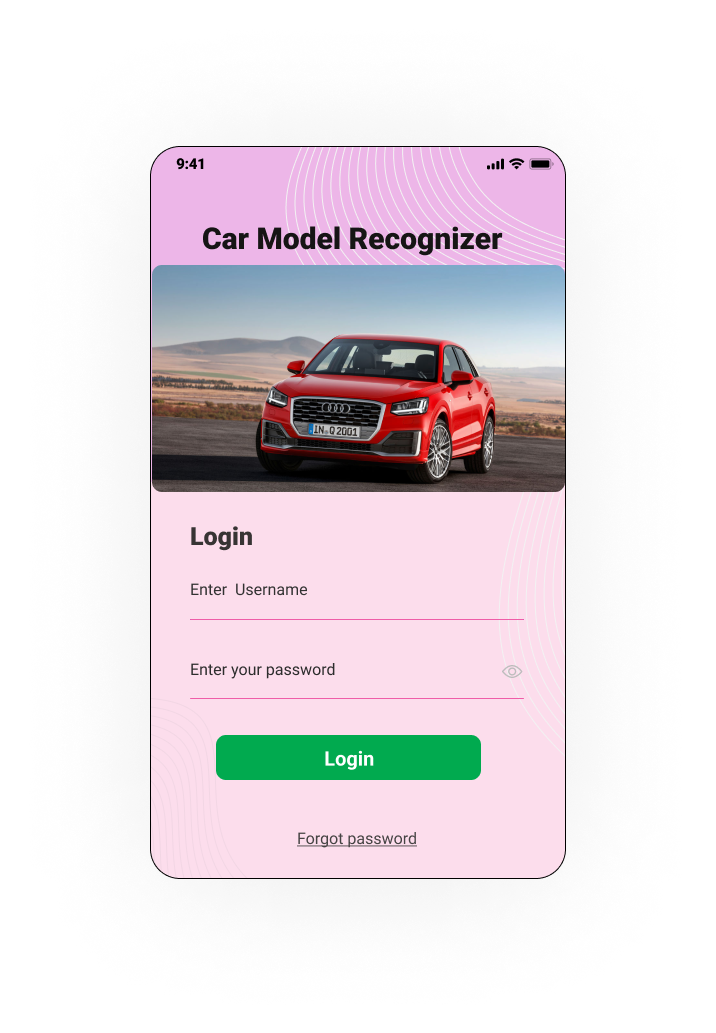 9:41
Car Model Recognizer
IN·Q 2001
Login
Enter  Username
Enter your password
Login
Forgot password